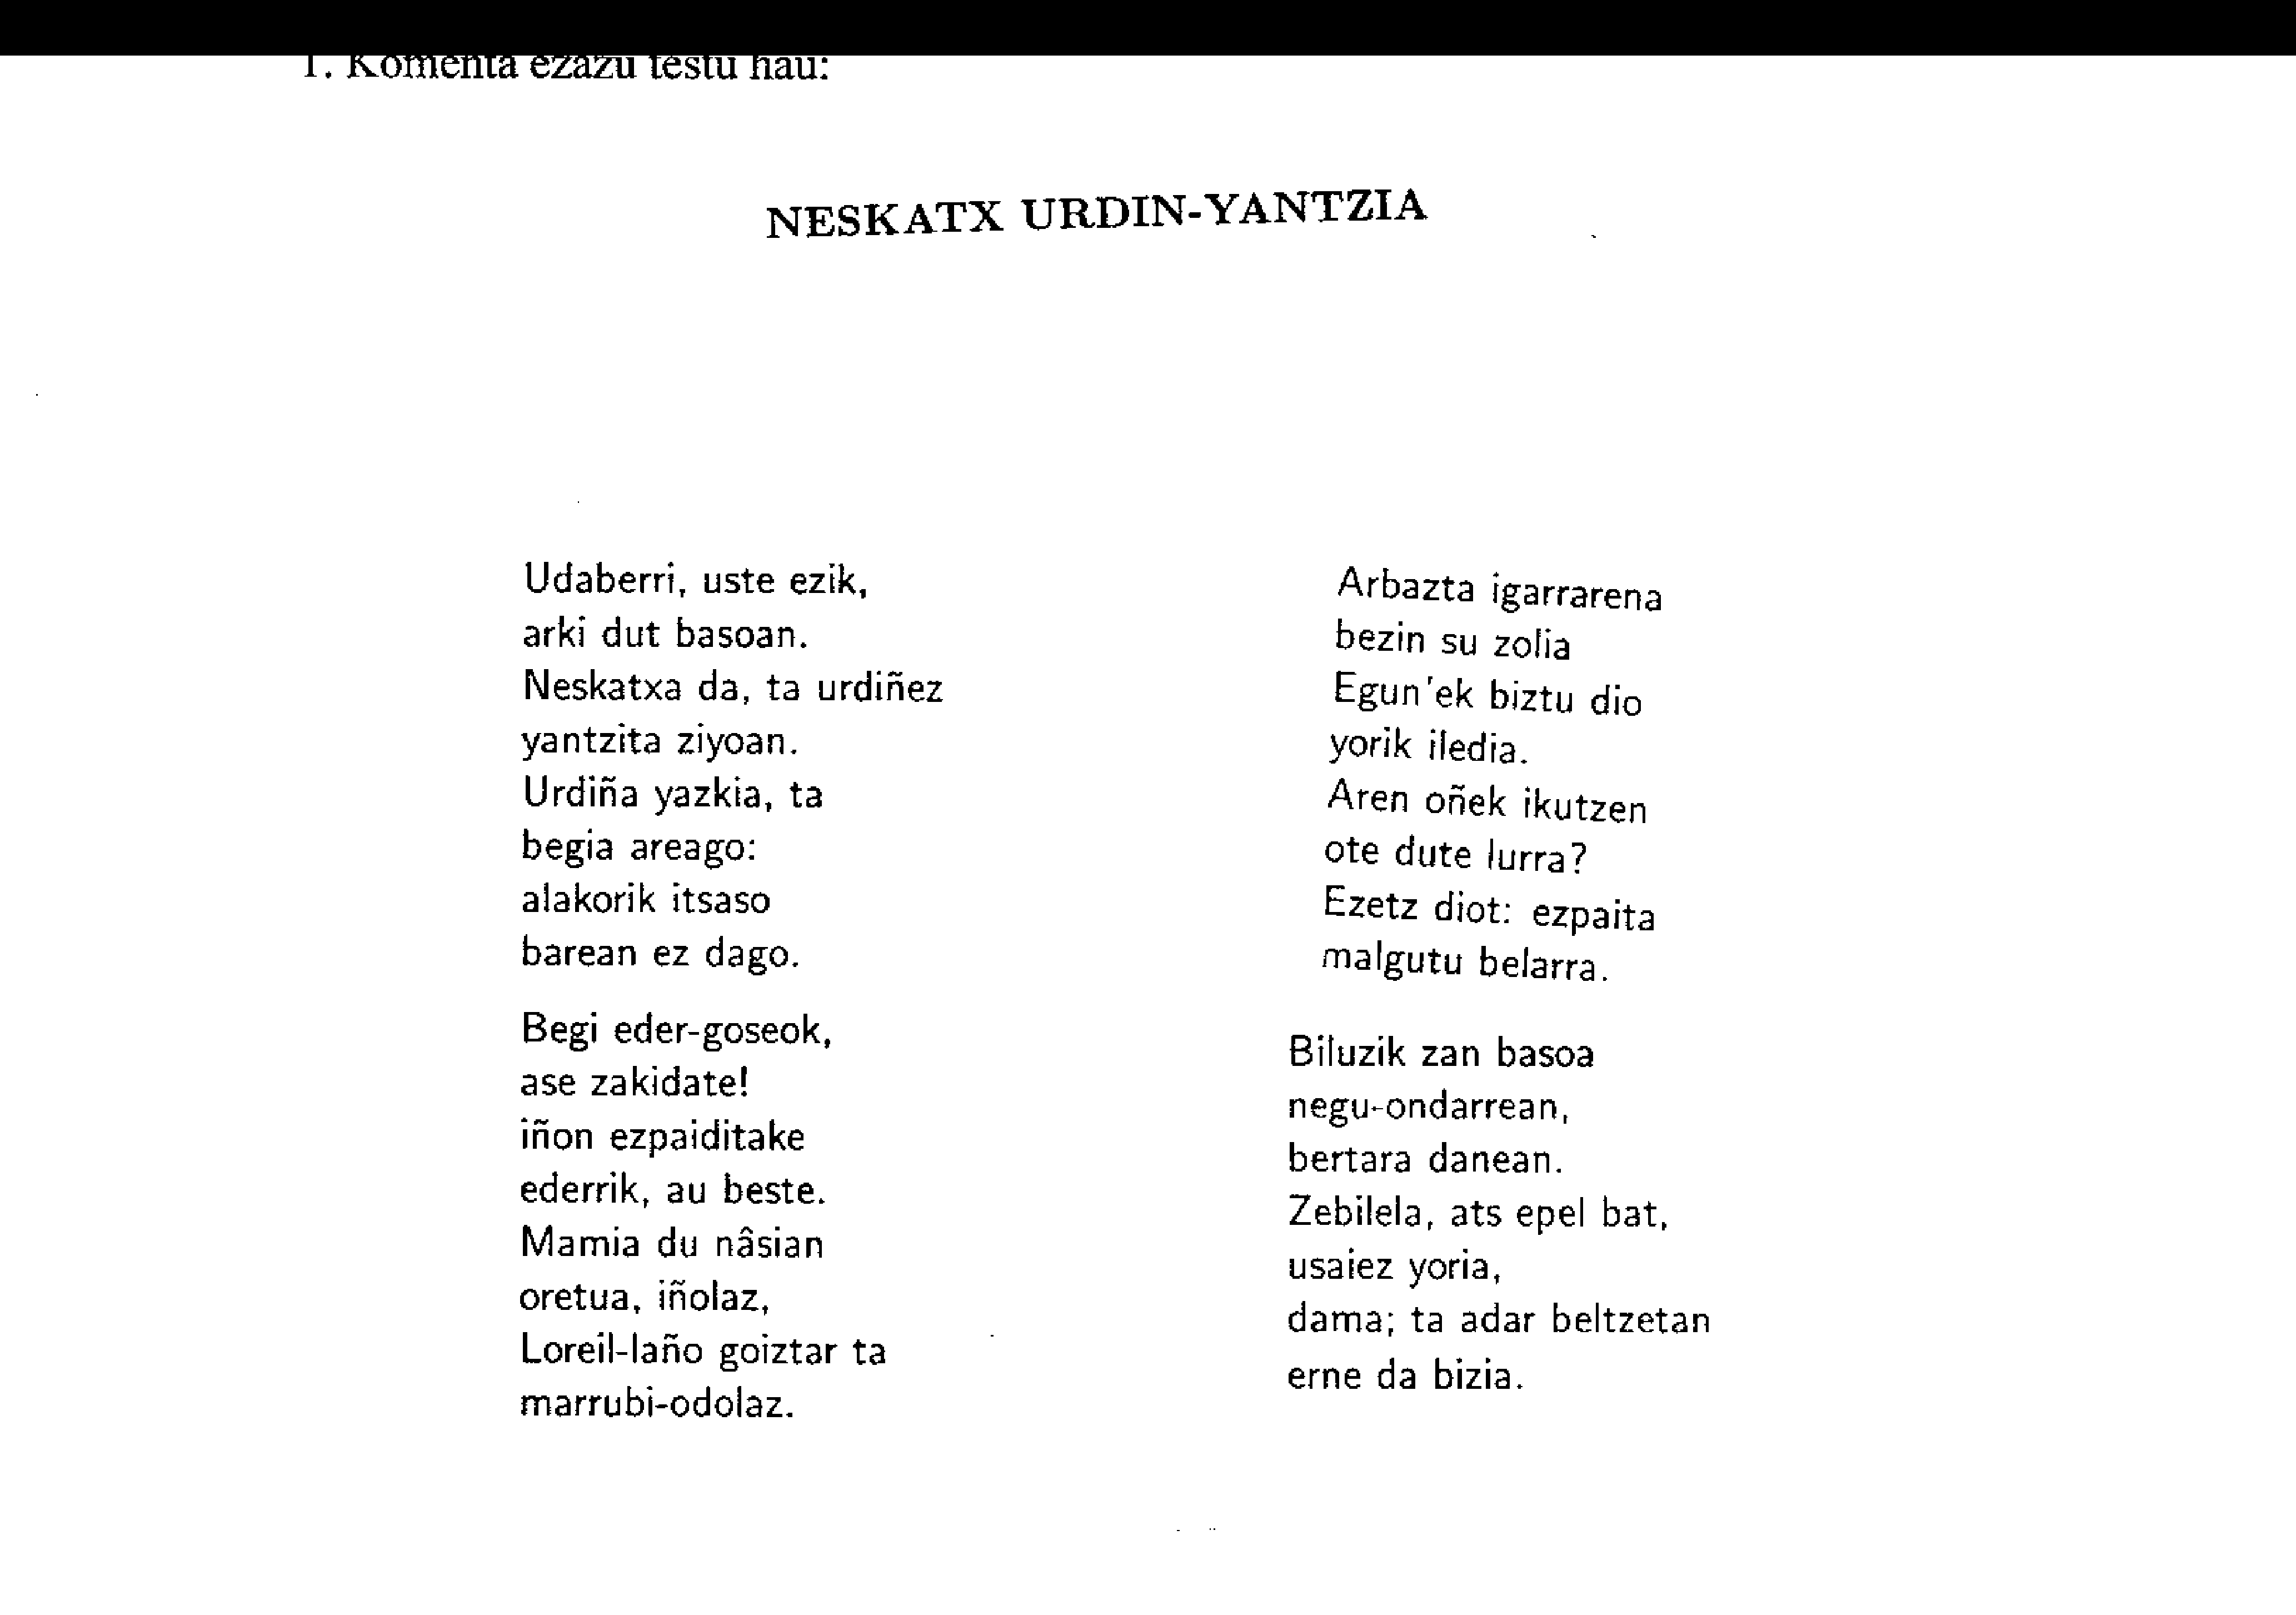 1. Komenta ezazu testu hau:
NESKATX URDIN-YANTZIA
Udaberri, uste ezik,
arki dut basoan.
Neskatxa da, ta urdiñez
yantzita ziyoan.
Urdiña yazkia, ta
begia areago:
alakorik itsaso
barean ez dago.
Begi eder-goseok,
ase zakidate!
iñon ezpaiditake
ederrik, au beste.
Mamia du nâsian
oretua, iñolaz,
Loreil-laño goiztar ta
marrubi-odolaz.
Arbazta igarrarena
bezin su zolia
Egun'ek biztu dio
yorik iledia.
Aren oñek ikutzen
ote dute lurra?
Ezetz diot: ezpaita
malgutu belarra.
Biluzik zan basoa
negu-ondarrean,
bertara danean.
Zebilela, ats epel bat,
usaiez yoria,
dama; ta adar beltzetan
erne da bizia.